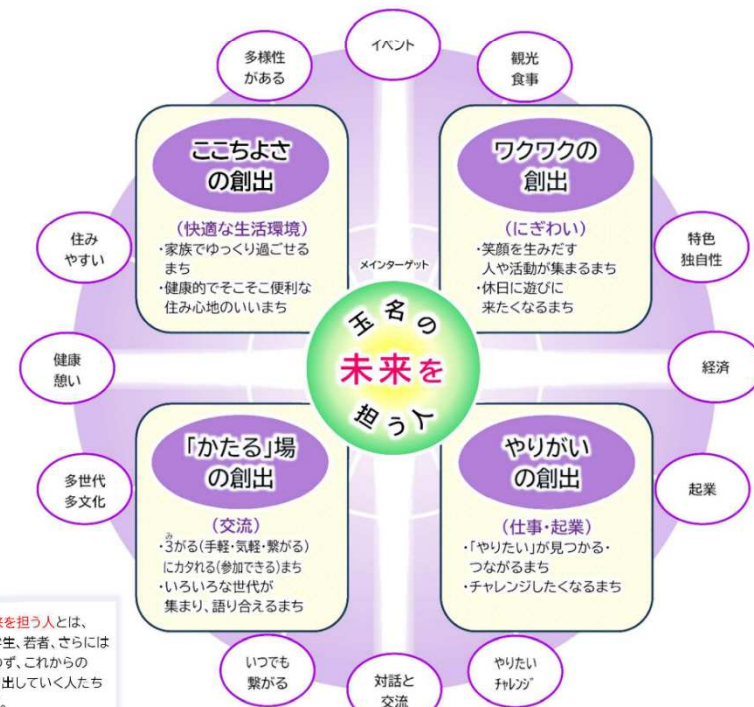 イベント
多様性
がある
観光
食事
ここちよさ
の創出
(快適な生活環境)
・家族でゆっくり過ごせる
まち
・健康的でそこそこ便利な
住み心地のいいまち
ワクワクの
創出
(にぎわい)
・笑顔を生みだす
人や活動が集まるまち
・休日に遊びに
来たくなるまち
住み
やすい
特色
独自性
メインターゲット
玉名の
未来を
担う人
健康
憩い
経済
「かたる」場
の創出
(交流)
み
・3がる(手軽・気軽・繋がる)
にカタれる(参加できる)まち
・いろいろな世代が
集まり、語り合えるまち
やりがい
の創出
(仕事・起業)
・「やりたい」が見つかる・
つながるまち
・チャレンジしたくなるまち
多世代
多文化
起業
いつでも
繋がる
対話と
交流
やりたい
チャレンジ
来を担う人とは、
学生、若者、さらには
わず、これからの
出していく人たち
。